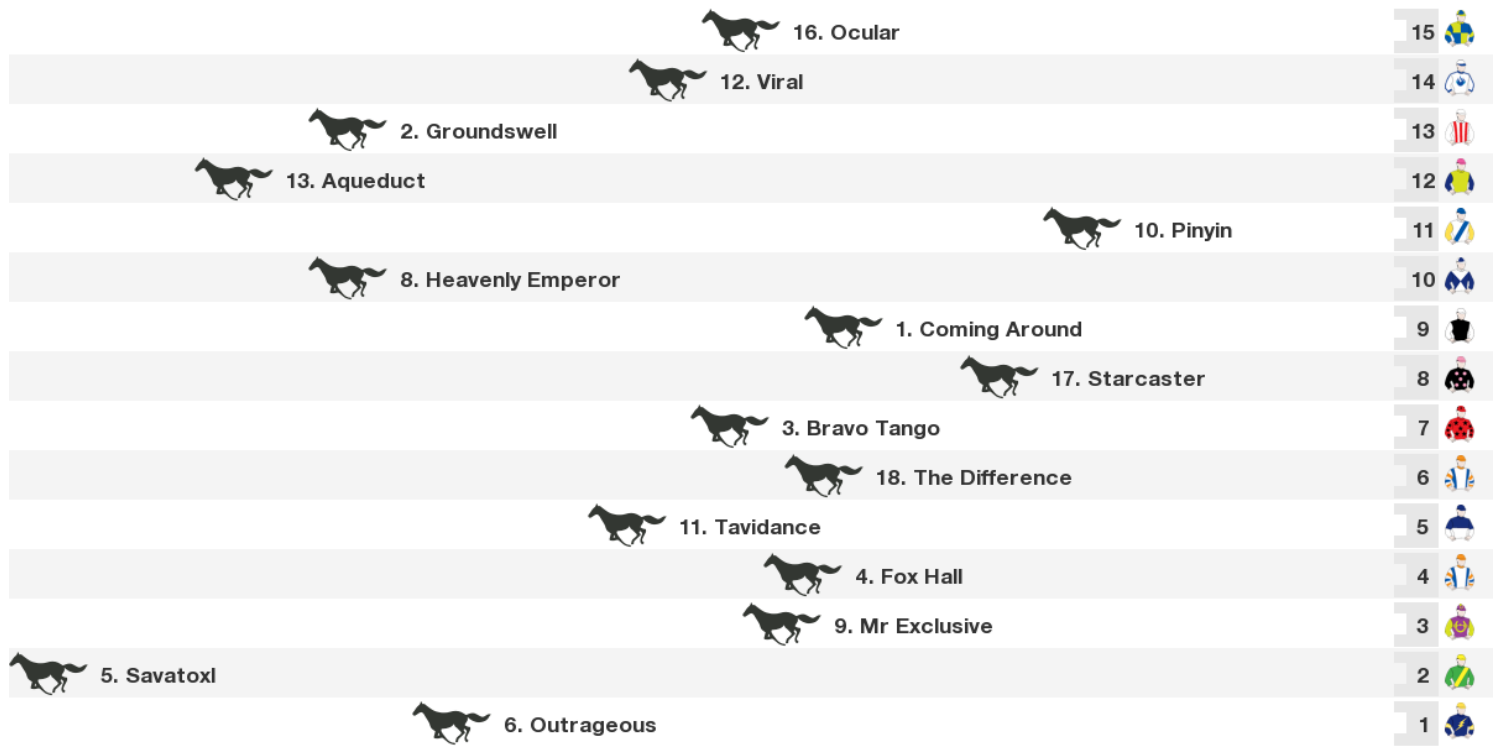 16. Ocular 15
12. Viral 14
2. Groundswell 13
13. Aqueduct 12
10. Pinyin 11
8. Heavenly Emperor 10
1. Coming Around 9
17. Starcaster 8
3. Bravo Tango 7
18. The Difference 6
11. Tavidance 5
4. Fox Hall 4
9. Mr Exclusive 3
5. Savatoxl 2
6. Outrageous 1